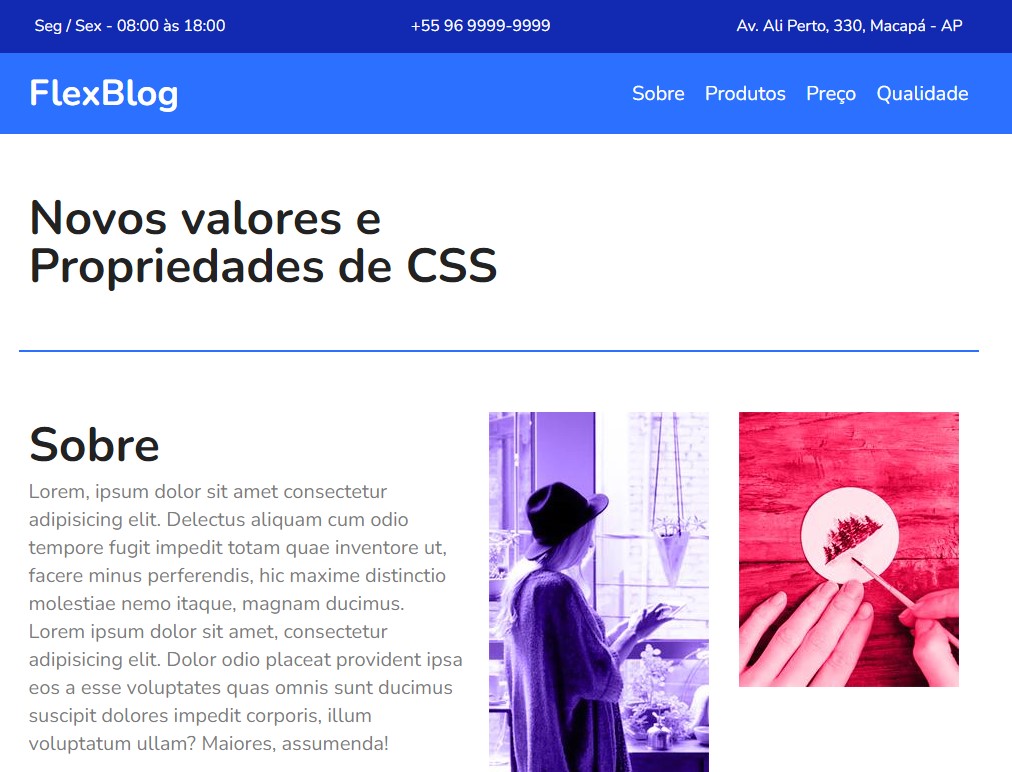 Seg / Sex - 08:00 às 18:00
+55 96 9999-9999
Av. Ali Perto, 330, Macapá - AP
FlexBlog
Sobre
Produtos
Preço
Qualidade
Novos valores e
Propriedades de CSS
Sobre
Lorem, ipsum dolor sit amet consectetur
adipisicing elit. Delectus aliquam cum odio
tempore fugit impedit totam quae inventore ut,
facere minus perferendis, hic maxime distinctio
molestiae nemo itaque, magnam ducimus.
Lorem ipsum dolor sit amet, consectetur
adipisicing elit. Dolor odio placeat provident ipsa
eos a esse voluptates quas omnis sunt ducimus
suscipit dolores impedit corporis, illum
voluptatum ullam? Maiores, assumenda!